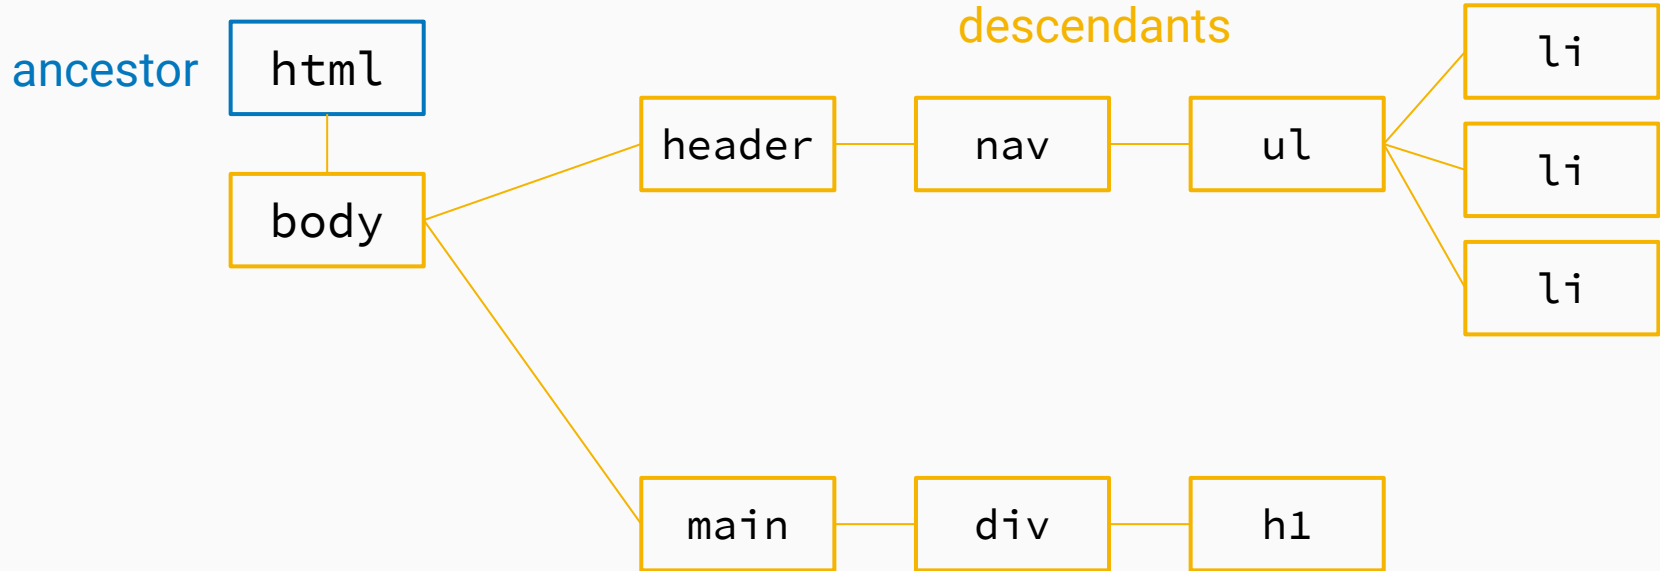 descendants
ancestor
html
body
header
nav
ul
li
li
li
main
div
h1